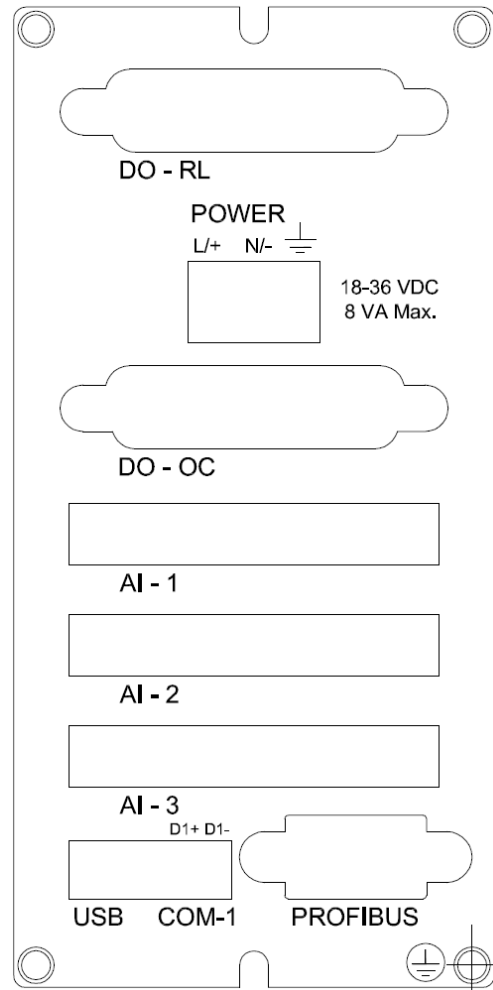 DO - RL
POWER
L/+ N/-
18-36 VDC
8 VA Max.
DO - OC
AI - 1
AI - 2
AI - 3
D1+ D1-
USB COM-1 PROFIBUS